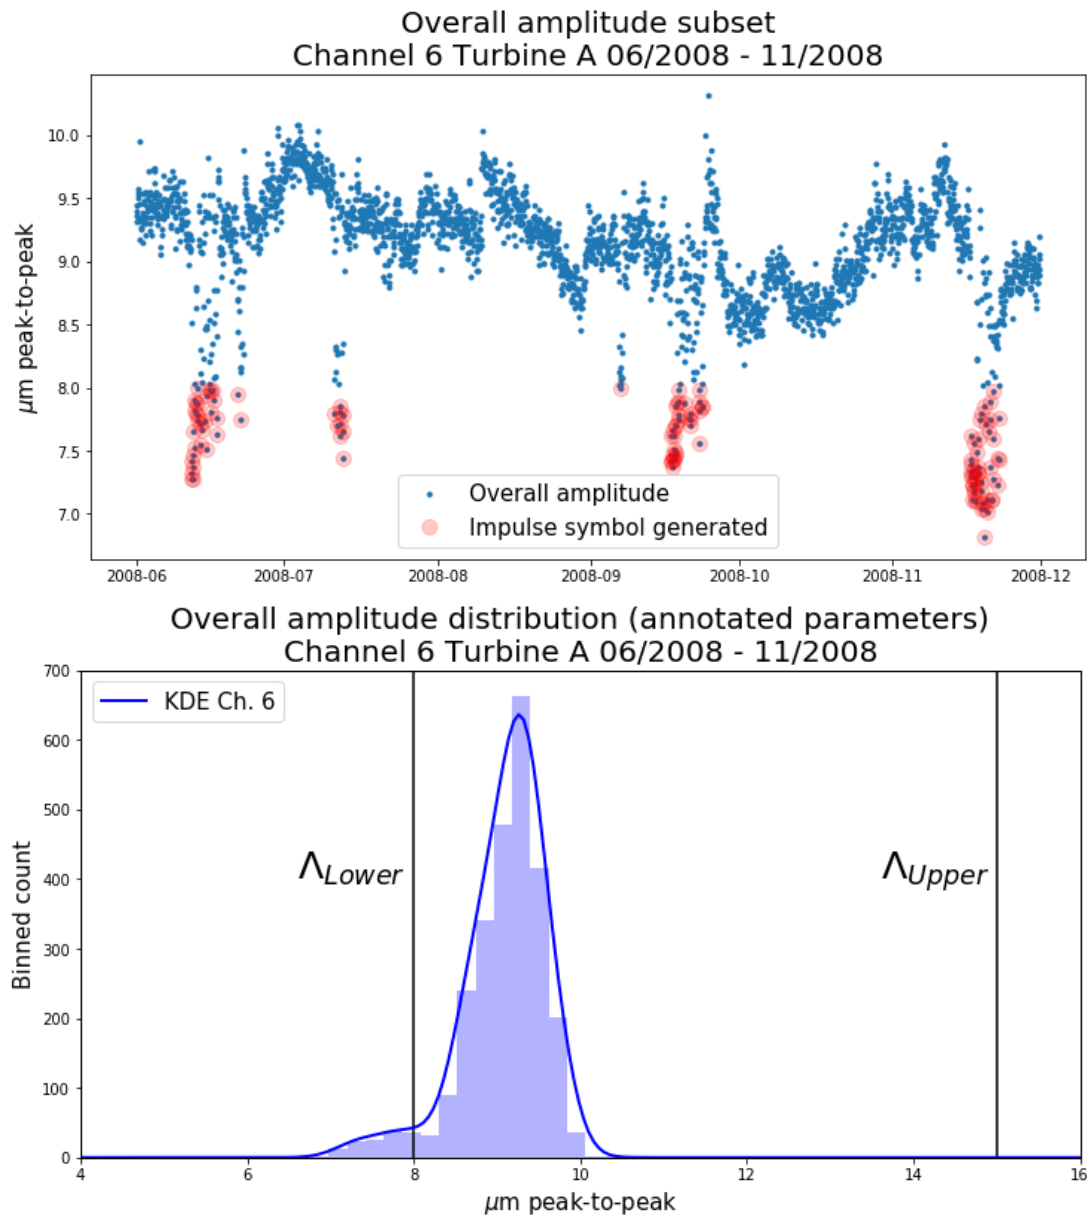 Overall amplitude subset
Channel 6 Turbine A 06/2008 - 11/2008
μm peak-to-peak
10.0
9.5
9.0
8.5
8.0
7.5
7.0
Overall amplitude
Impulse symbol generated
2008-06 2008-07 2008-08 2008-09 2008-10 2008-11 2008-12
Overall amplitude distribution (annotated parameters)
Channel 6 Turbine A 06/2008 - 11/2008
Binned count
700
600
500
400
300
200
100
0
KDE Ch. 6
Λ_Lower
Λ_Upper
4 6 8 10 12 14 16
μm peak-to-peak